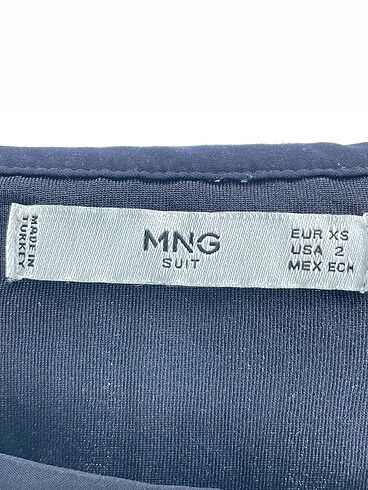 MADE IN
TURKEY
MNG
SUIT
EUR XS
USA 2
MEX ECH